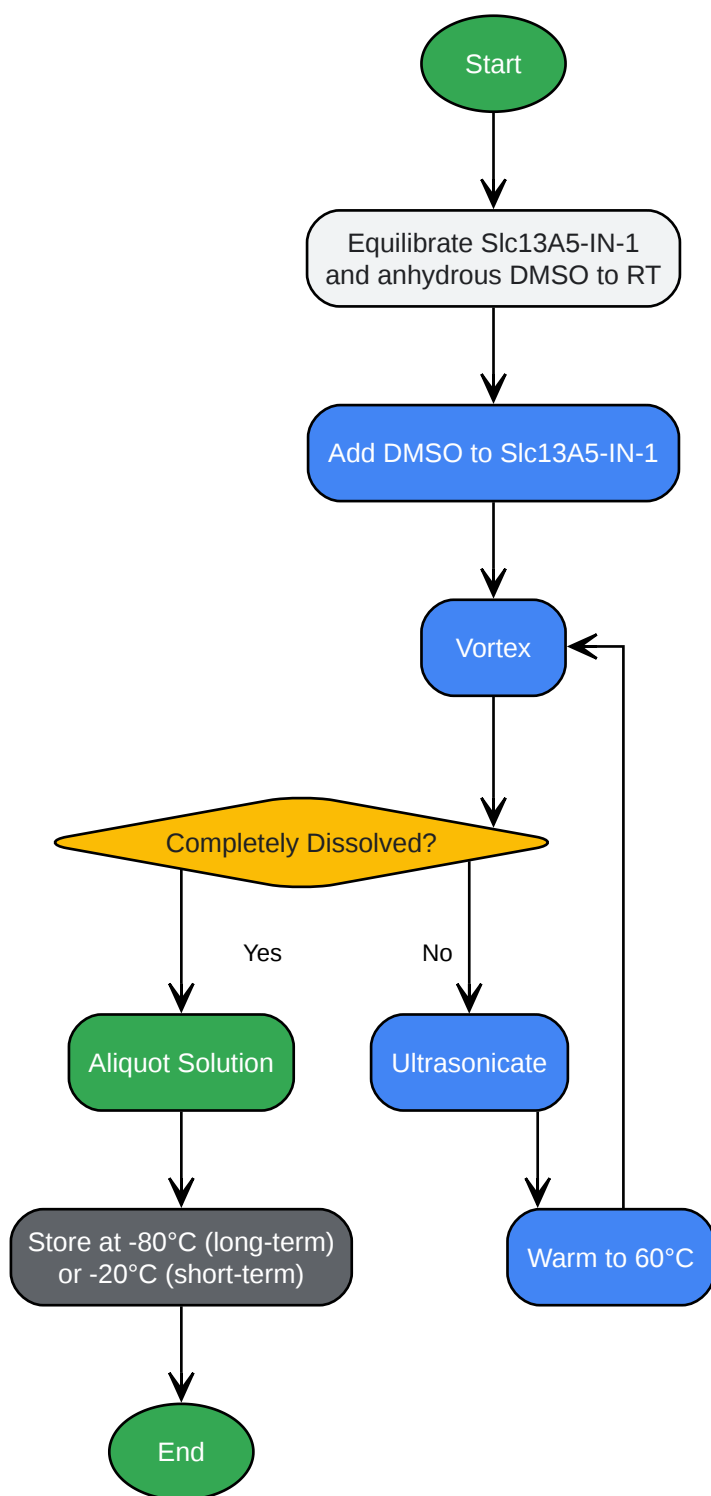 Start
Equilibrate Slc13A5-IN-1
and anhydrous DMSO to RT
Add DMSO to Slc13A5-IN-1
Vortex
Completely Dissolved?
Yes
No
Aliquot Solution
Ultrasonicate
Store at -80°C (long-term)
or -20°C (short-term)
Warm to 60°C
End